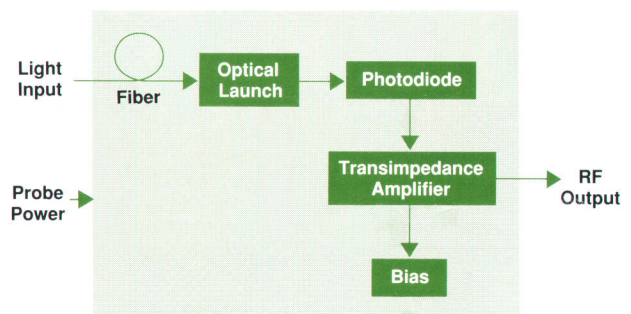 Light
Input
Fiber
Optical
Launch
Photodiode
Transimpedance
Amplifier
RF
Output
Probe
Power
Bias